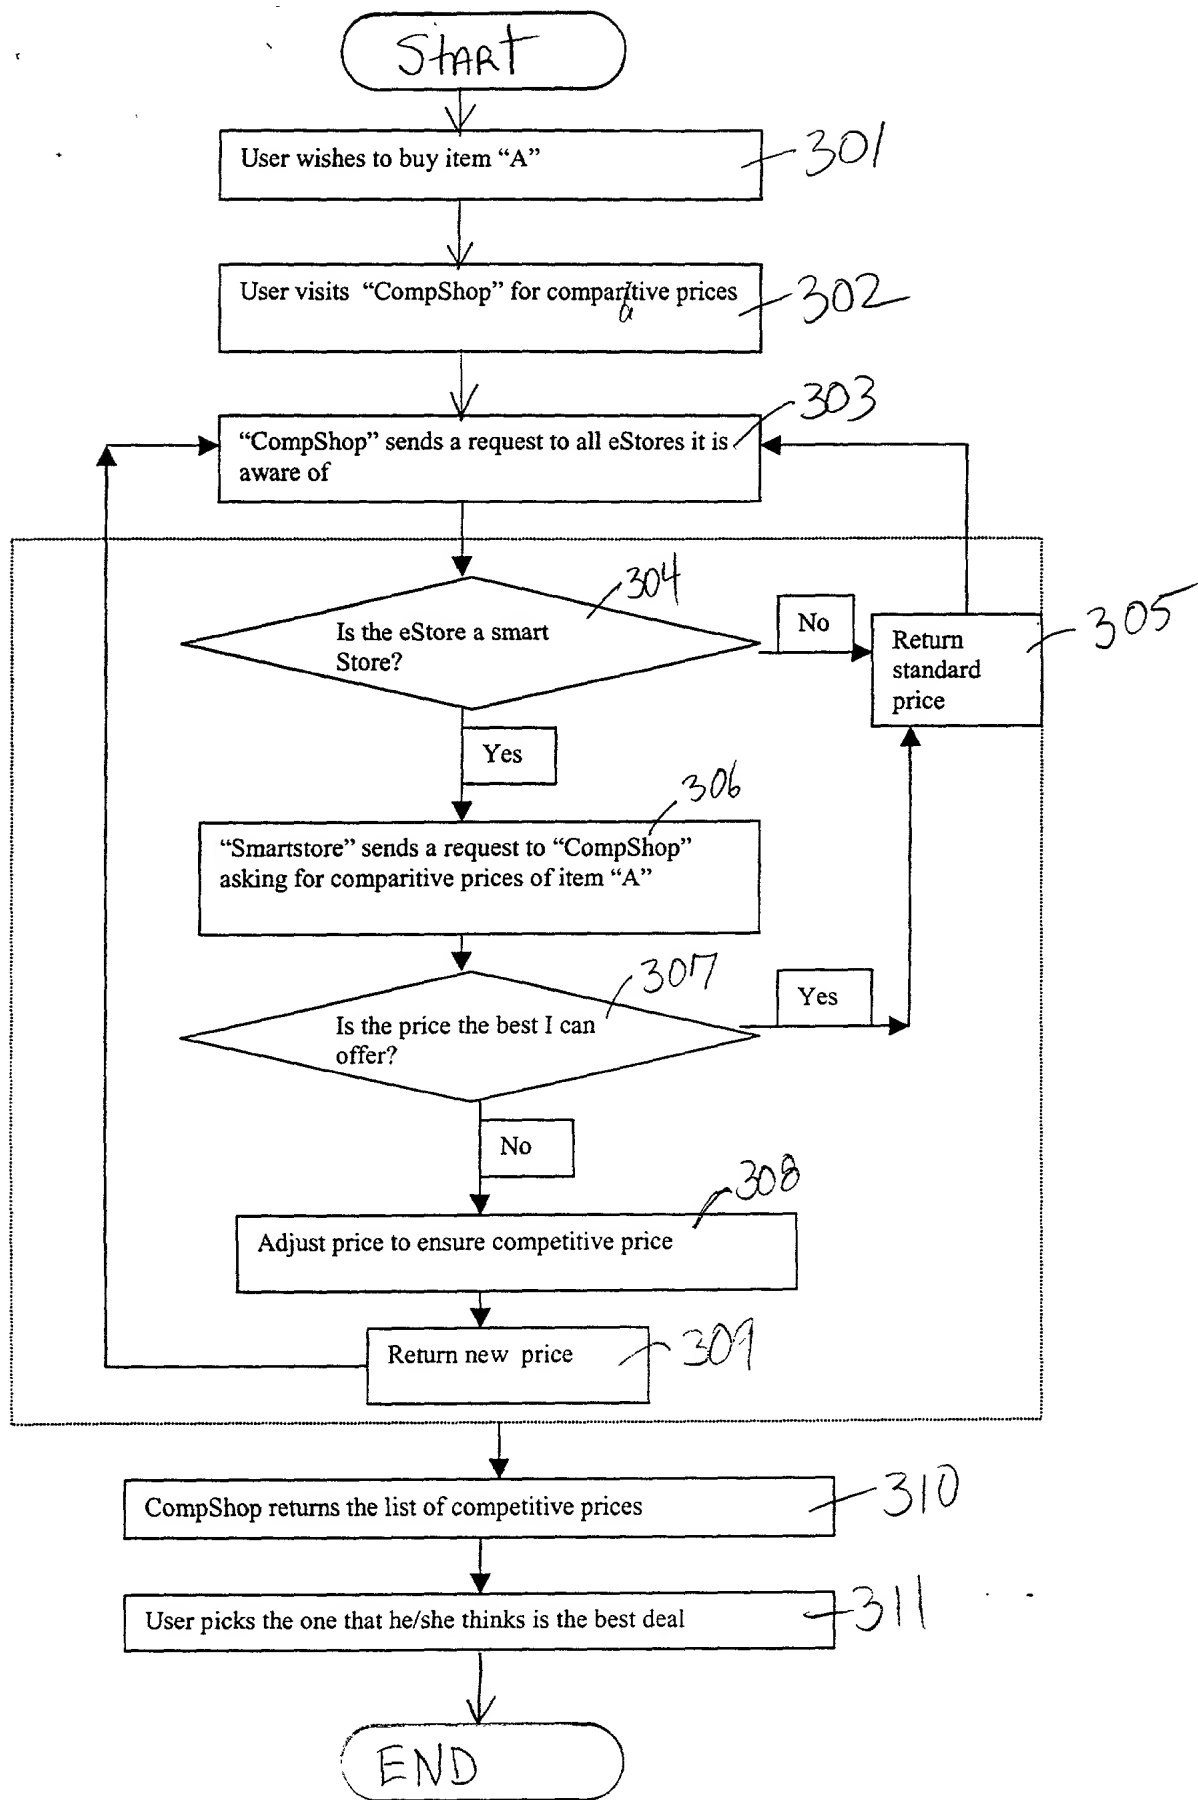 START
User wishes to buy item “A”
301
User visits “CompShop” for comparative prices
302
303
“CompShop” sends a request to all eStores it is
aware of
304
Is the eStore a smart
Store?
No
Return
standard
price
305
Yes
306
“Smartstore” sends a request to “CompShop”
asking for comparitive prices of item “A”
307
Is the price the best I can
offer?
Yes
No
308
Adjust price to ensure competitive price
Return new price
309
CompShop returns the list of competitive prices
310
User picks the one that he/she thinks is the best deal
311
END